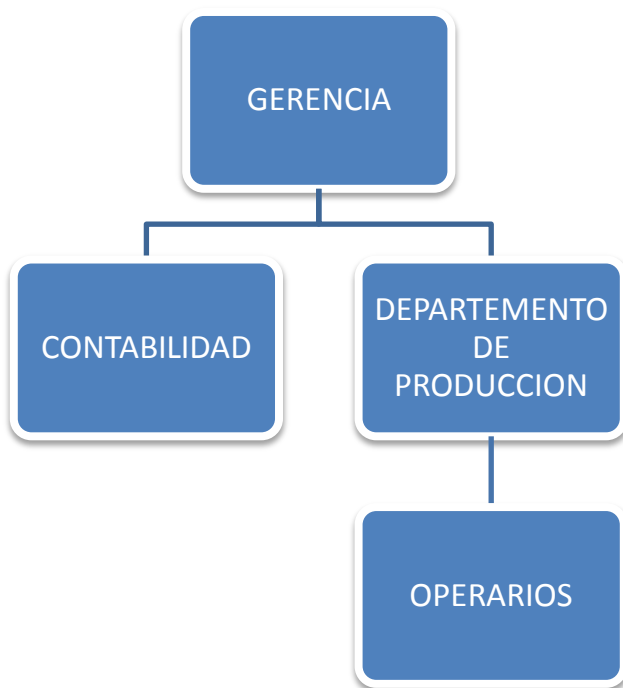 GERENCIA
CONTABILIDAD
DEPARTEMENTO
DE
PRODUCCION
OPERARIOS